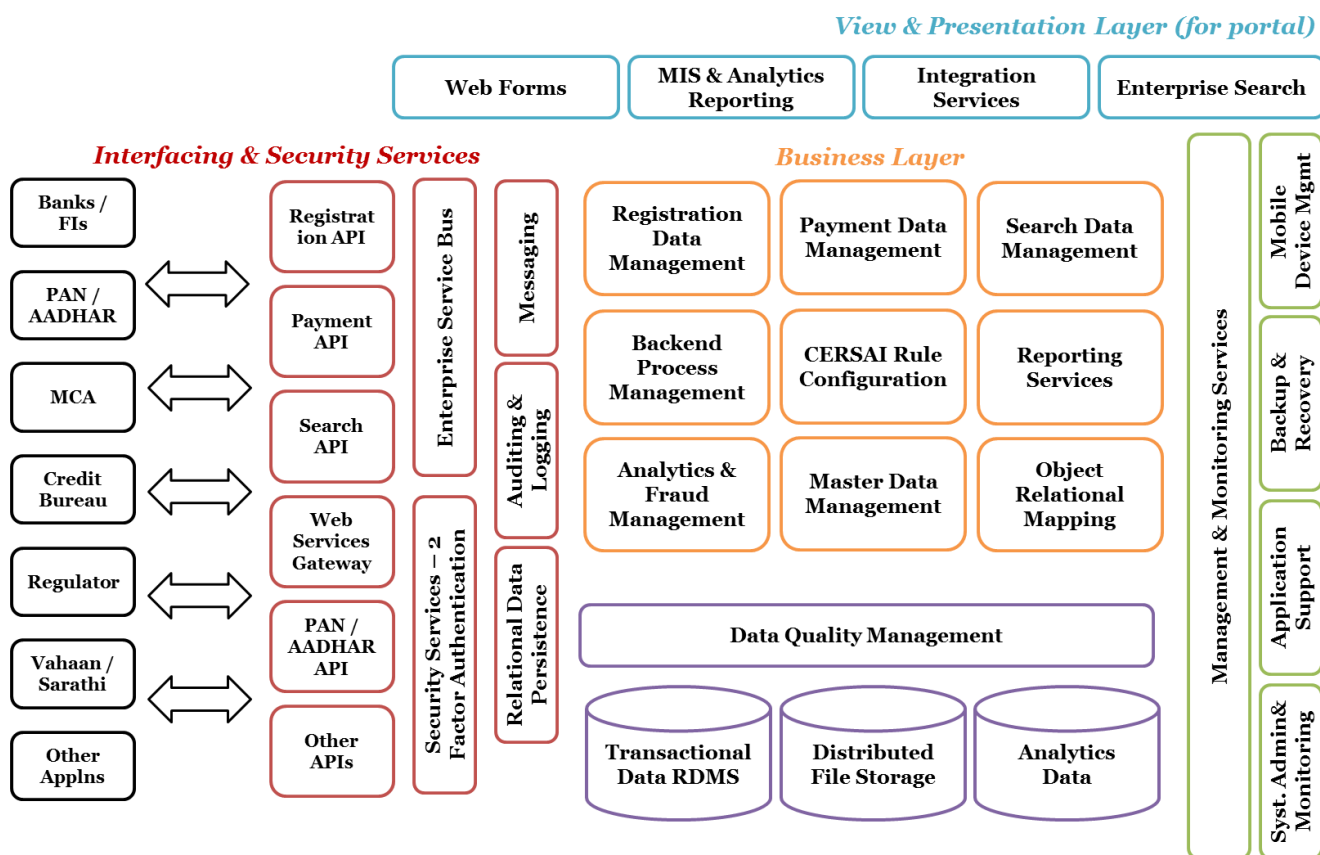 View & Presentation Layer (for portal)
Web Forms
MIS & Analytics
Reporting
Integration
Services
Enterprise Search
Interfacing & Security Services
Banks /
FIs
PAN /
AADHAR
MCA
Credit
Bureau
Regulator
Vahaan /
Sarathi
Other
Applns
Registrat
ion API
Payment
API
Search
API
Web
Services
Gateway
PAN /
AADHAR
API
Other
APIs
Enterprise Service Bus
Security Services – 2
Factor Authentication
Messaging
Auditing &
Logging
Relational Data
Persistence
Business Layer
Registration
Data
Management
Payment Data
Management
Search Data
Management
Backend
Process
Management
CERSAI Rule
Configuration
Reporting
Services
Analytics &
Fraud
Management
Master Data
Management
Object
Relational
Mapping
Data Quality Management
Transactional
Data RDMS
Distributed
File Storage
Analytics
Data
Management & Monitoring Services
Mobile
Device Mgmt
Backup &
Recovery
Application
Support
Syst. Admin&
Monitoring